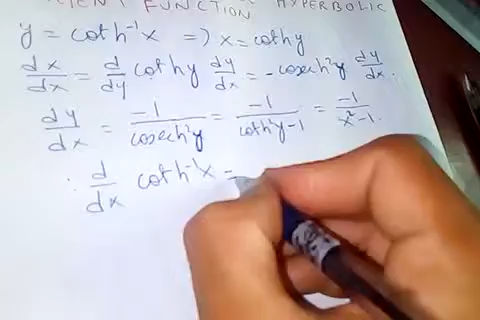 FUNCTION HYPERBOLIC
y = coth⁻¹x => x = coth y
dx/dx = d/dy coth y dy/dx = - cosech²y dy/dx.
dy/dx = -1/cosech²y = -1/coth²y-1 = -1/x²-1.
∴ d/dx coth⁻¹x =